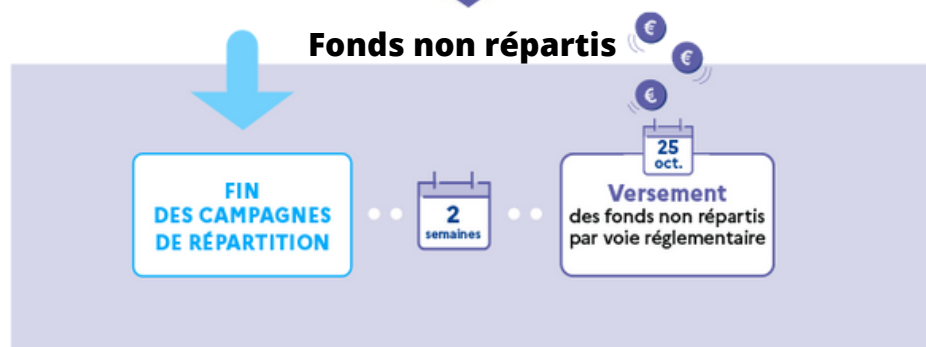 Fonds non répartis
€
€
€
FIN
DES CAMPAGNES
DE RÉPARTITION
2
semaines
25
oct.
Versement
des fonds non répartis
par voie réglementaire